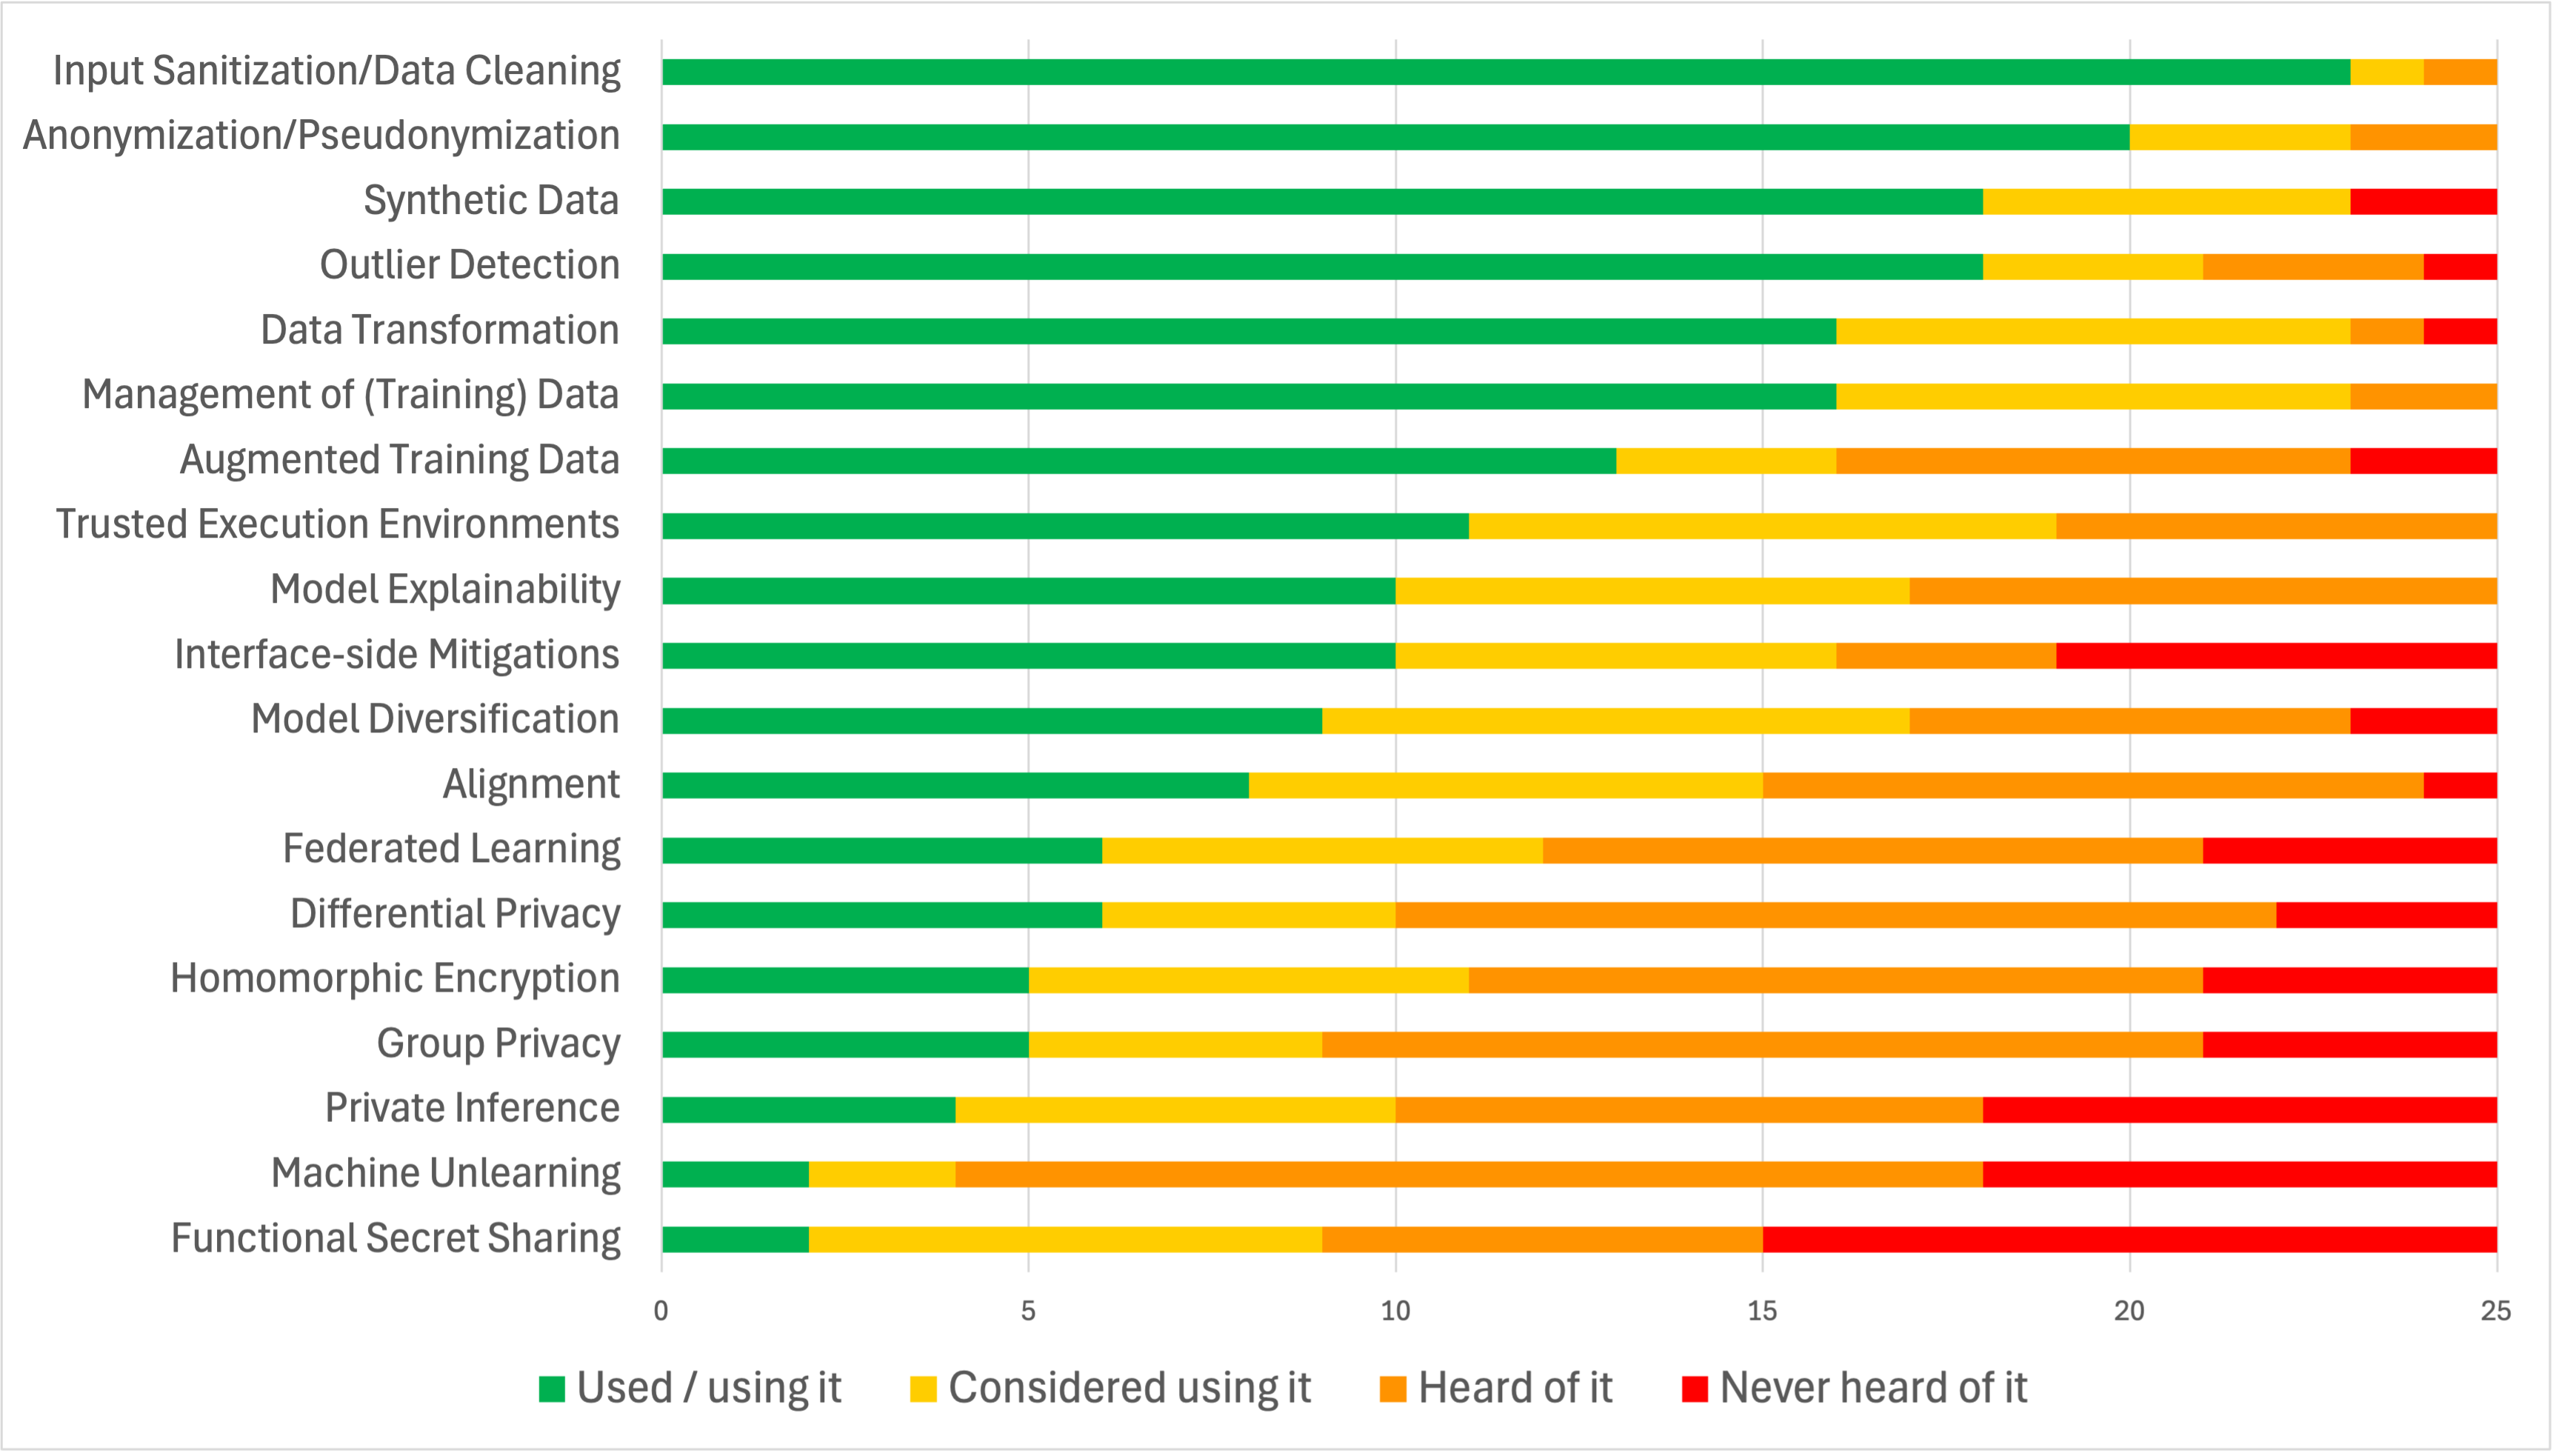 Input Sanitization/Data Cleaning
Anonymization/Pseudonymization
Synthetic Data
Outlier Detection
Data Transformation
Management of (Training) Data
Augmented Training Data
Trusted Execution Environments
Model Explainability
Interface-side Mitigations
Model Diversification
Alignment
Federated Learning
Differential Privacy
Homomorphic Encryption
Group Privacy
Private Inference
Machine Unlearning
Functional Secret Sharing
0 5 10 15 20 25
Used / using it Considered using it Heard of it Never heard of it